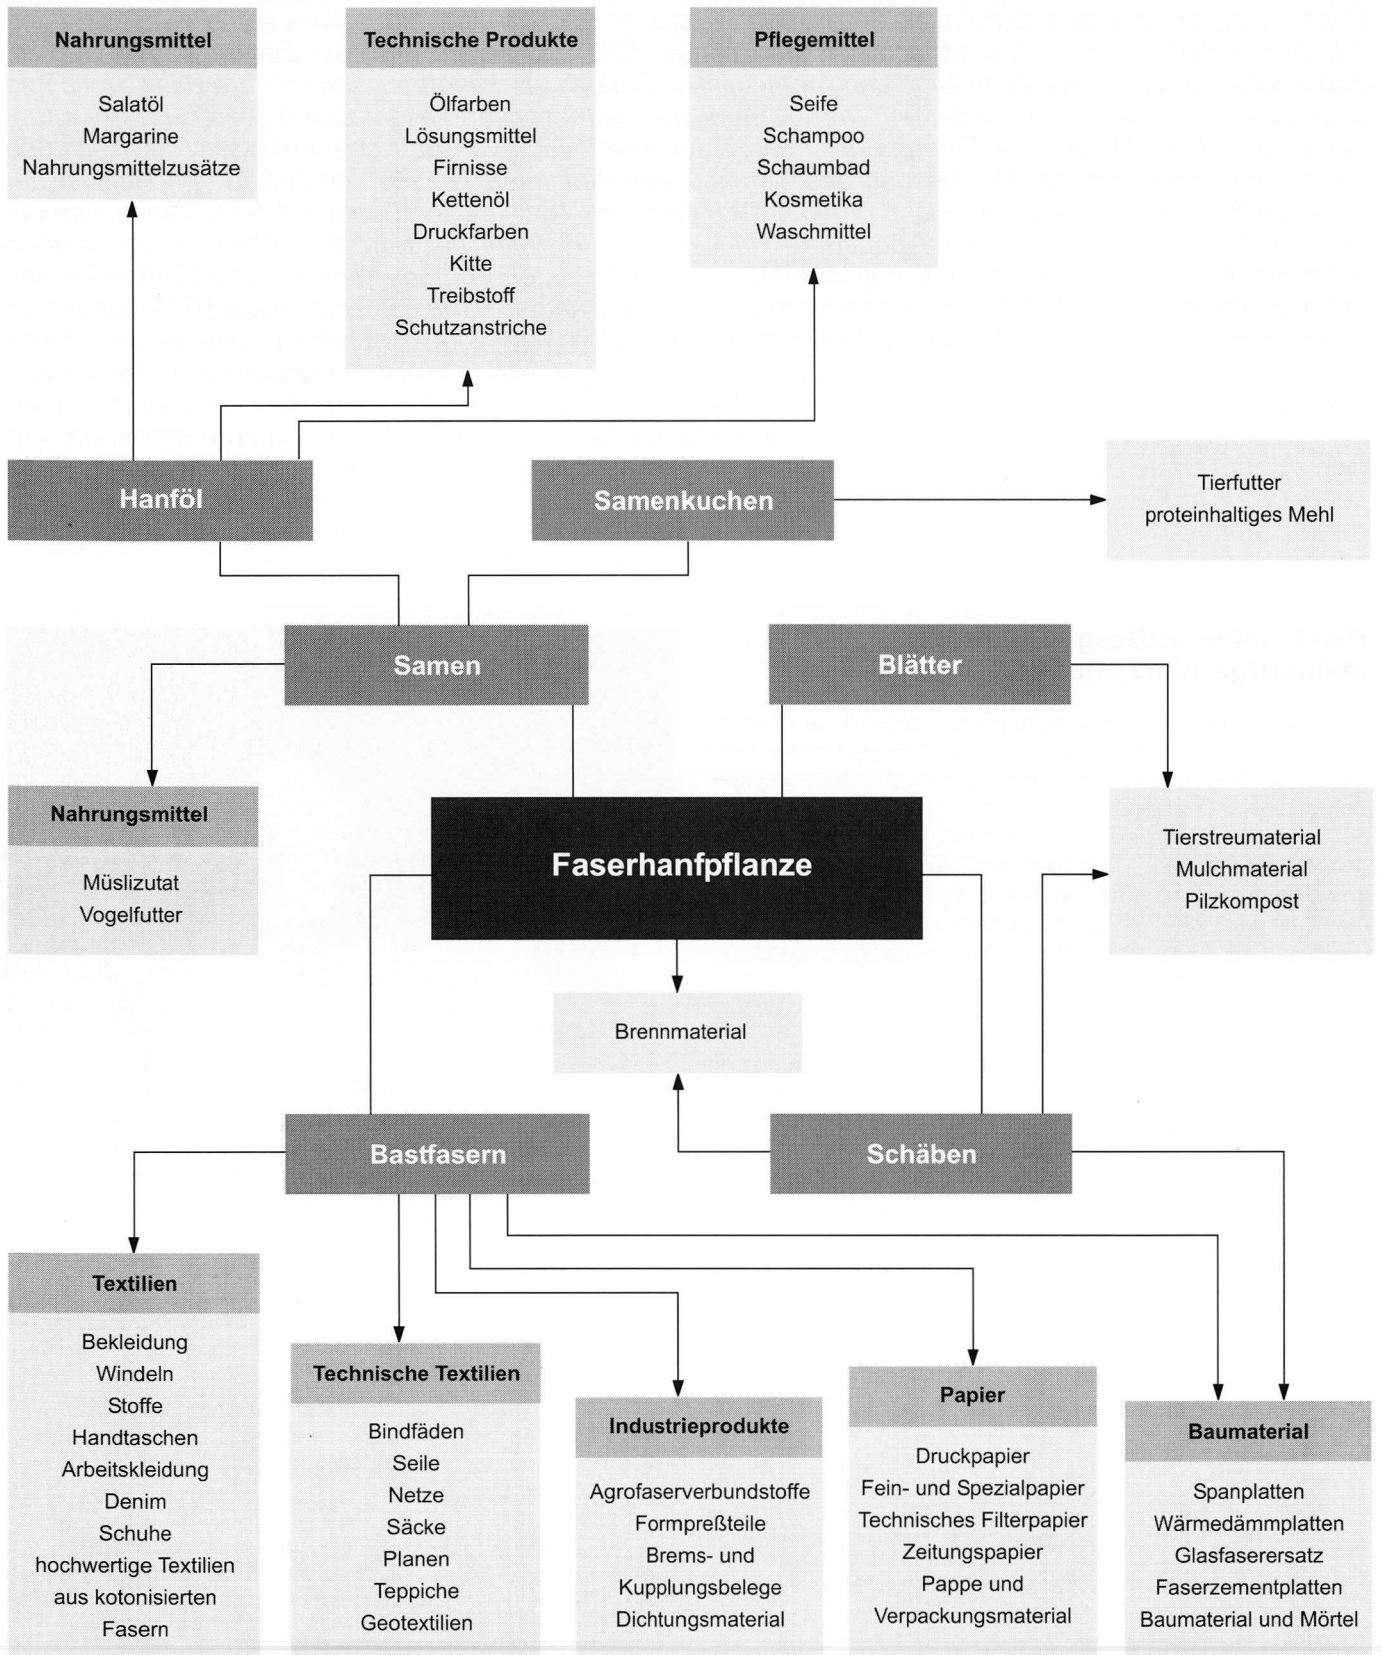 Nahrungsmittel
Salatöl
Margarine
Nahrungsmittelzusätze
Technische Produkte
Ölfarben
Lösungsmittel
Firnisse
Kettenöl
Druckfarben
Kitte
Treibstoff
Schutzanstriche
Pflegemittel
Seife
Schampoo
Schaumbad
Kosmetika
Waschmittel
Hanföl
Samenkuchen
Tierfutter
proteinhaltiges Mehl
Samen
Blätter
Nahrungsmittel
Müslizutat
Vogelfutter
Faserhanfpflanze
Tierstreumaterial
Mulchmaterial
Pilzkompost
Brennmaterial
Bastfasern
Schäben
Textilien
Bekleidung
Windeln
Stoffe
Handtaschen
Arbeitskleidung
Denim
Schuhe
hochwertige Textilien
aus kotonisierten
Fasern
Technische Textilien
Bindfäden
Seile
Netze
Säcke
Planen
Teppiche
Geotextilien
Industrieprodukte
Agrofaserverbundstoffe
Formpreßteile
Brems- und
Kupplungsbelege
Dichtungsmaterial
Papier
Druckpapier
Fein- und Spezialpapier
Technisches Filterpapier
Zeitungspapier
Pappe und
Verpackungsmaterial
Baumaterial
Spanplatten
Wärmedämmplatten
Glasfaserersatz
Faserzementplatten
Baumaterial und Mörtel